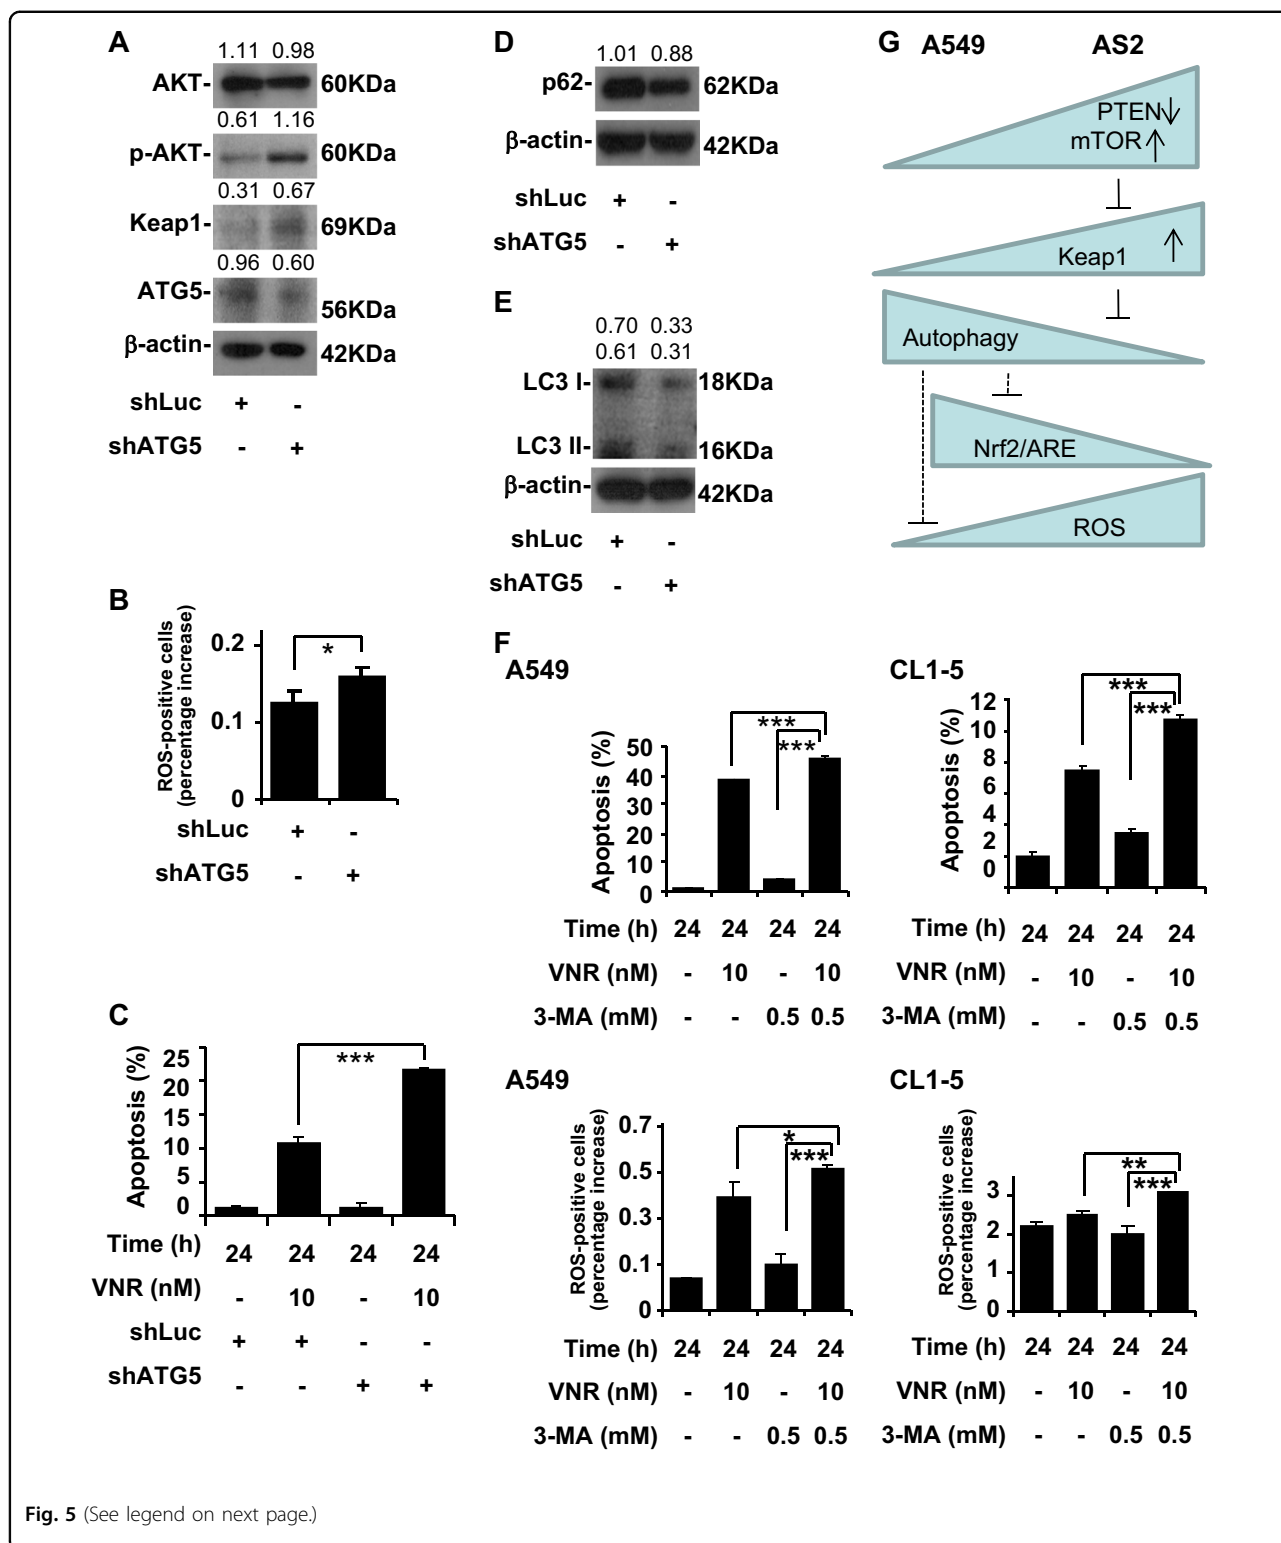 A
1.11 0.98
AKT- 60KDa
0.61 1.16
p-AKT- 60KDa
0.31 0.67
Keap1- 69KDa
0.96 0.60
ATG5- 56KDa
β-actin- 42KDa
shLuc + -
shATG5 - +
B
ROS-positive cells
(percentage increase)
0.2
0.1
0
*
shLuc + -
shATG5 - +
C
Apoptosis (%)
25
20
15
10
5
0
***
Time (h) 24 24 24 24
VNR (nM) - 10 - 10
shLuc + + - -
shATG5 - - + +
D
1.01 0.88
p62- 62KDa
β-actin- 42KDa
shLuc + -
shATG5 - +
E
0.70 0.33
0.61 0.31
LC3 I- 18KDa
LC3 II- 16KDa
β-actin- 42KDa
shLuc + -
shATG5 - +
F
A549
Apoptosis (%)
50
40
30
20
10
0
***
***
Time (h) 24 24 24 24
VNR (nM) - 10 - 10
3-MA (mM) - - 0.5 0.5
CL1-5
Apoptosis (%)
12
10
8
6
4
2
0
***
***
Time (h) 24 24 24 24
VNR (nM) - 10 - 10
3-MA (mM) - - 0.5 0.5
A549
ROS-positive cells
(percentage increase)
0.7
0.5
0.3
0.1
0
*
***
Time (h) 24 24 24 24
VNR (nM) - 10 - 10
3-MA (mM) - - 0.5 0.5
CL1-5
ROS-positive cells
(percentage increase)
3
2
1
0
**
***
Time (h) 24 24 24 24
VNR (nM) - 10 - 10
3-MA (mM) - - 0.5 0.5
G
A549 AS2
PTEN↓
mTOR↑
Keap1 ↑
Autophagy
Nrf2/ARE
ROS
Fig. 5 (See legend on next page.)